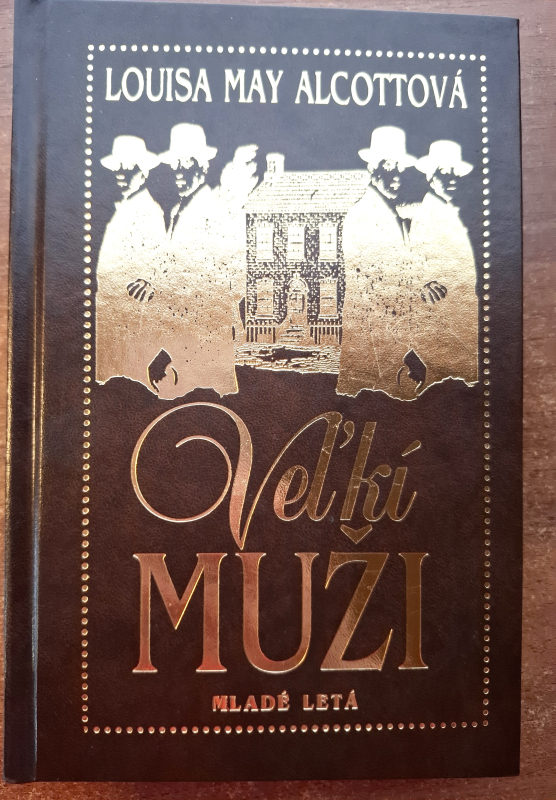 LOUISA MAY ALCOTTOVÁ
Veľkí
MUŽI
MLADÉ LETÁ